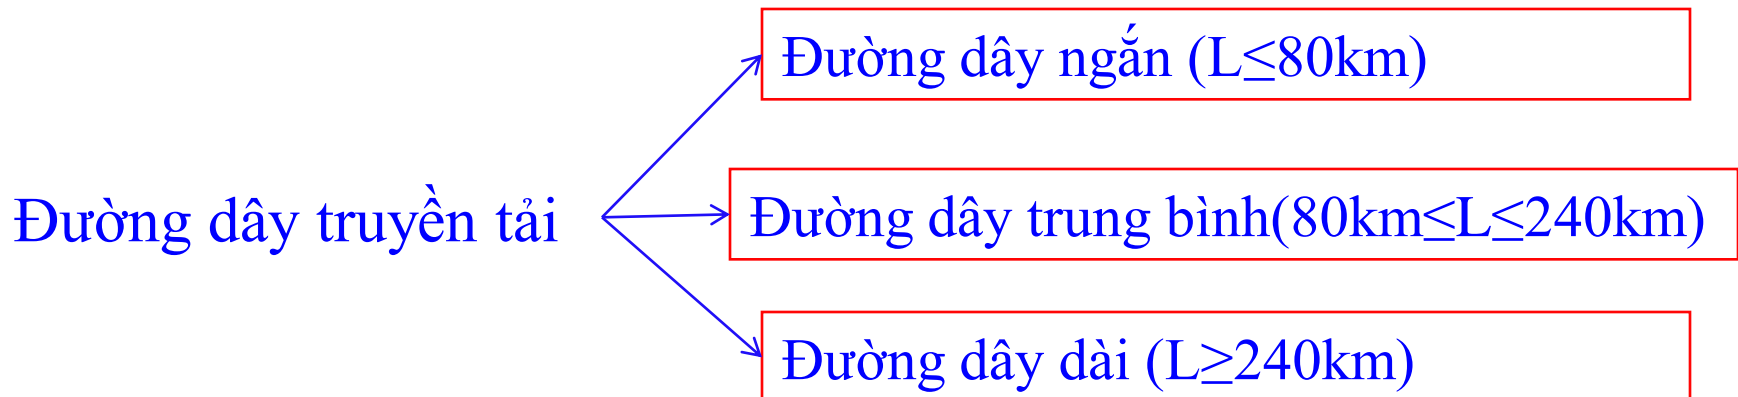 Đường dây ngắn (L≤80km)
Đường dây truyền tải
Đường dây trung bình(80km≤L≤240km)
Đường dây dài (L≥240km)